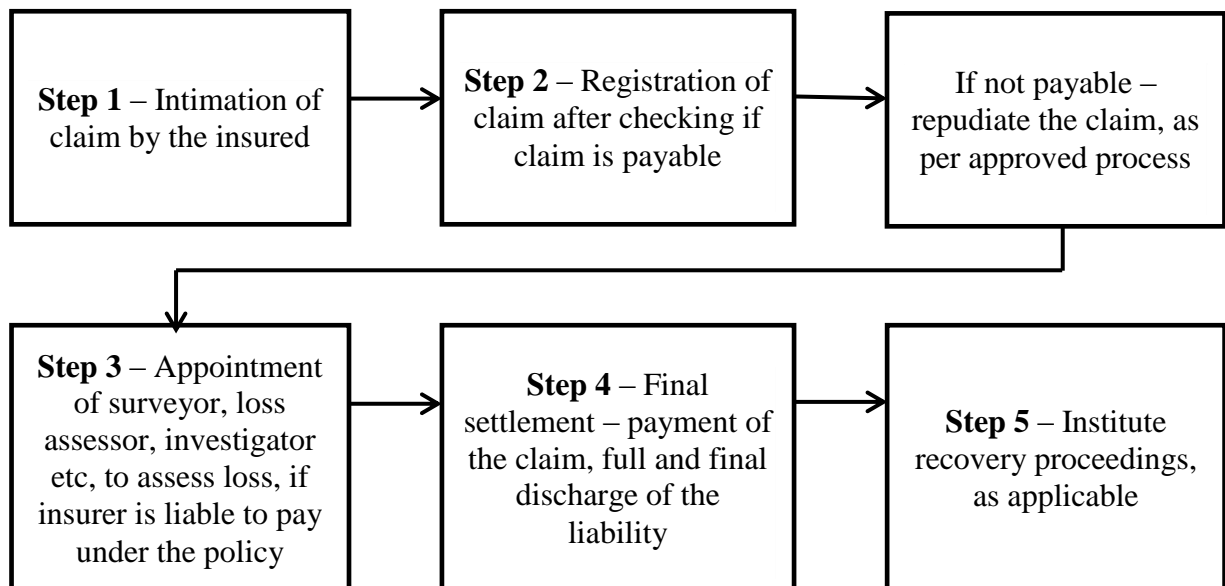 Step 1 – Intimation of
claim by the insured
Step 2 – Registration of
claim after checking if
claim is payable
If not payable –
repudiate the claim, as
per approved process
Step 3 – Appointment
of surveyor, loss
assessor, investigator
etc, to assess loss, if
insurer is liable to pay
under the policy
Step 4 – Final
settlement – payment of
the claim, full and final
discharge of the
liability
Step 5 – Institute
recovery proceedings,
as applicable